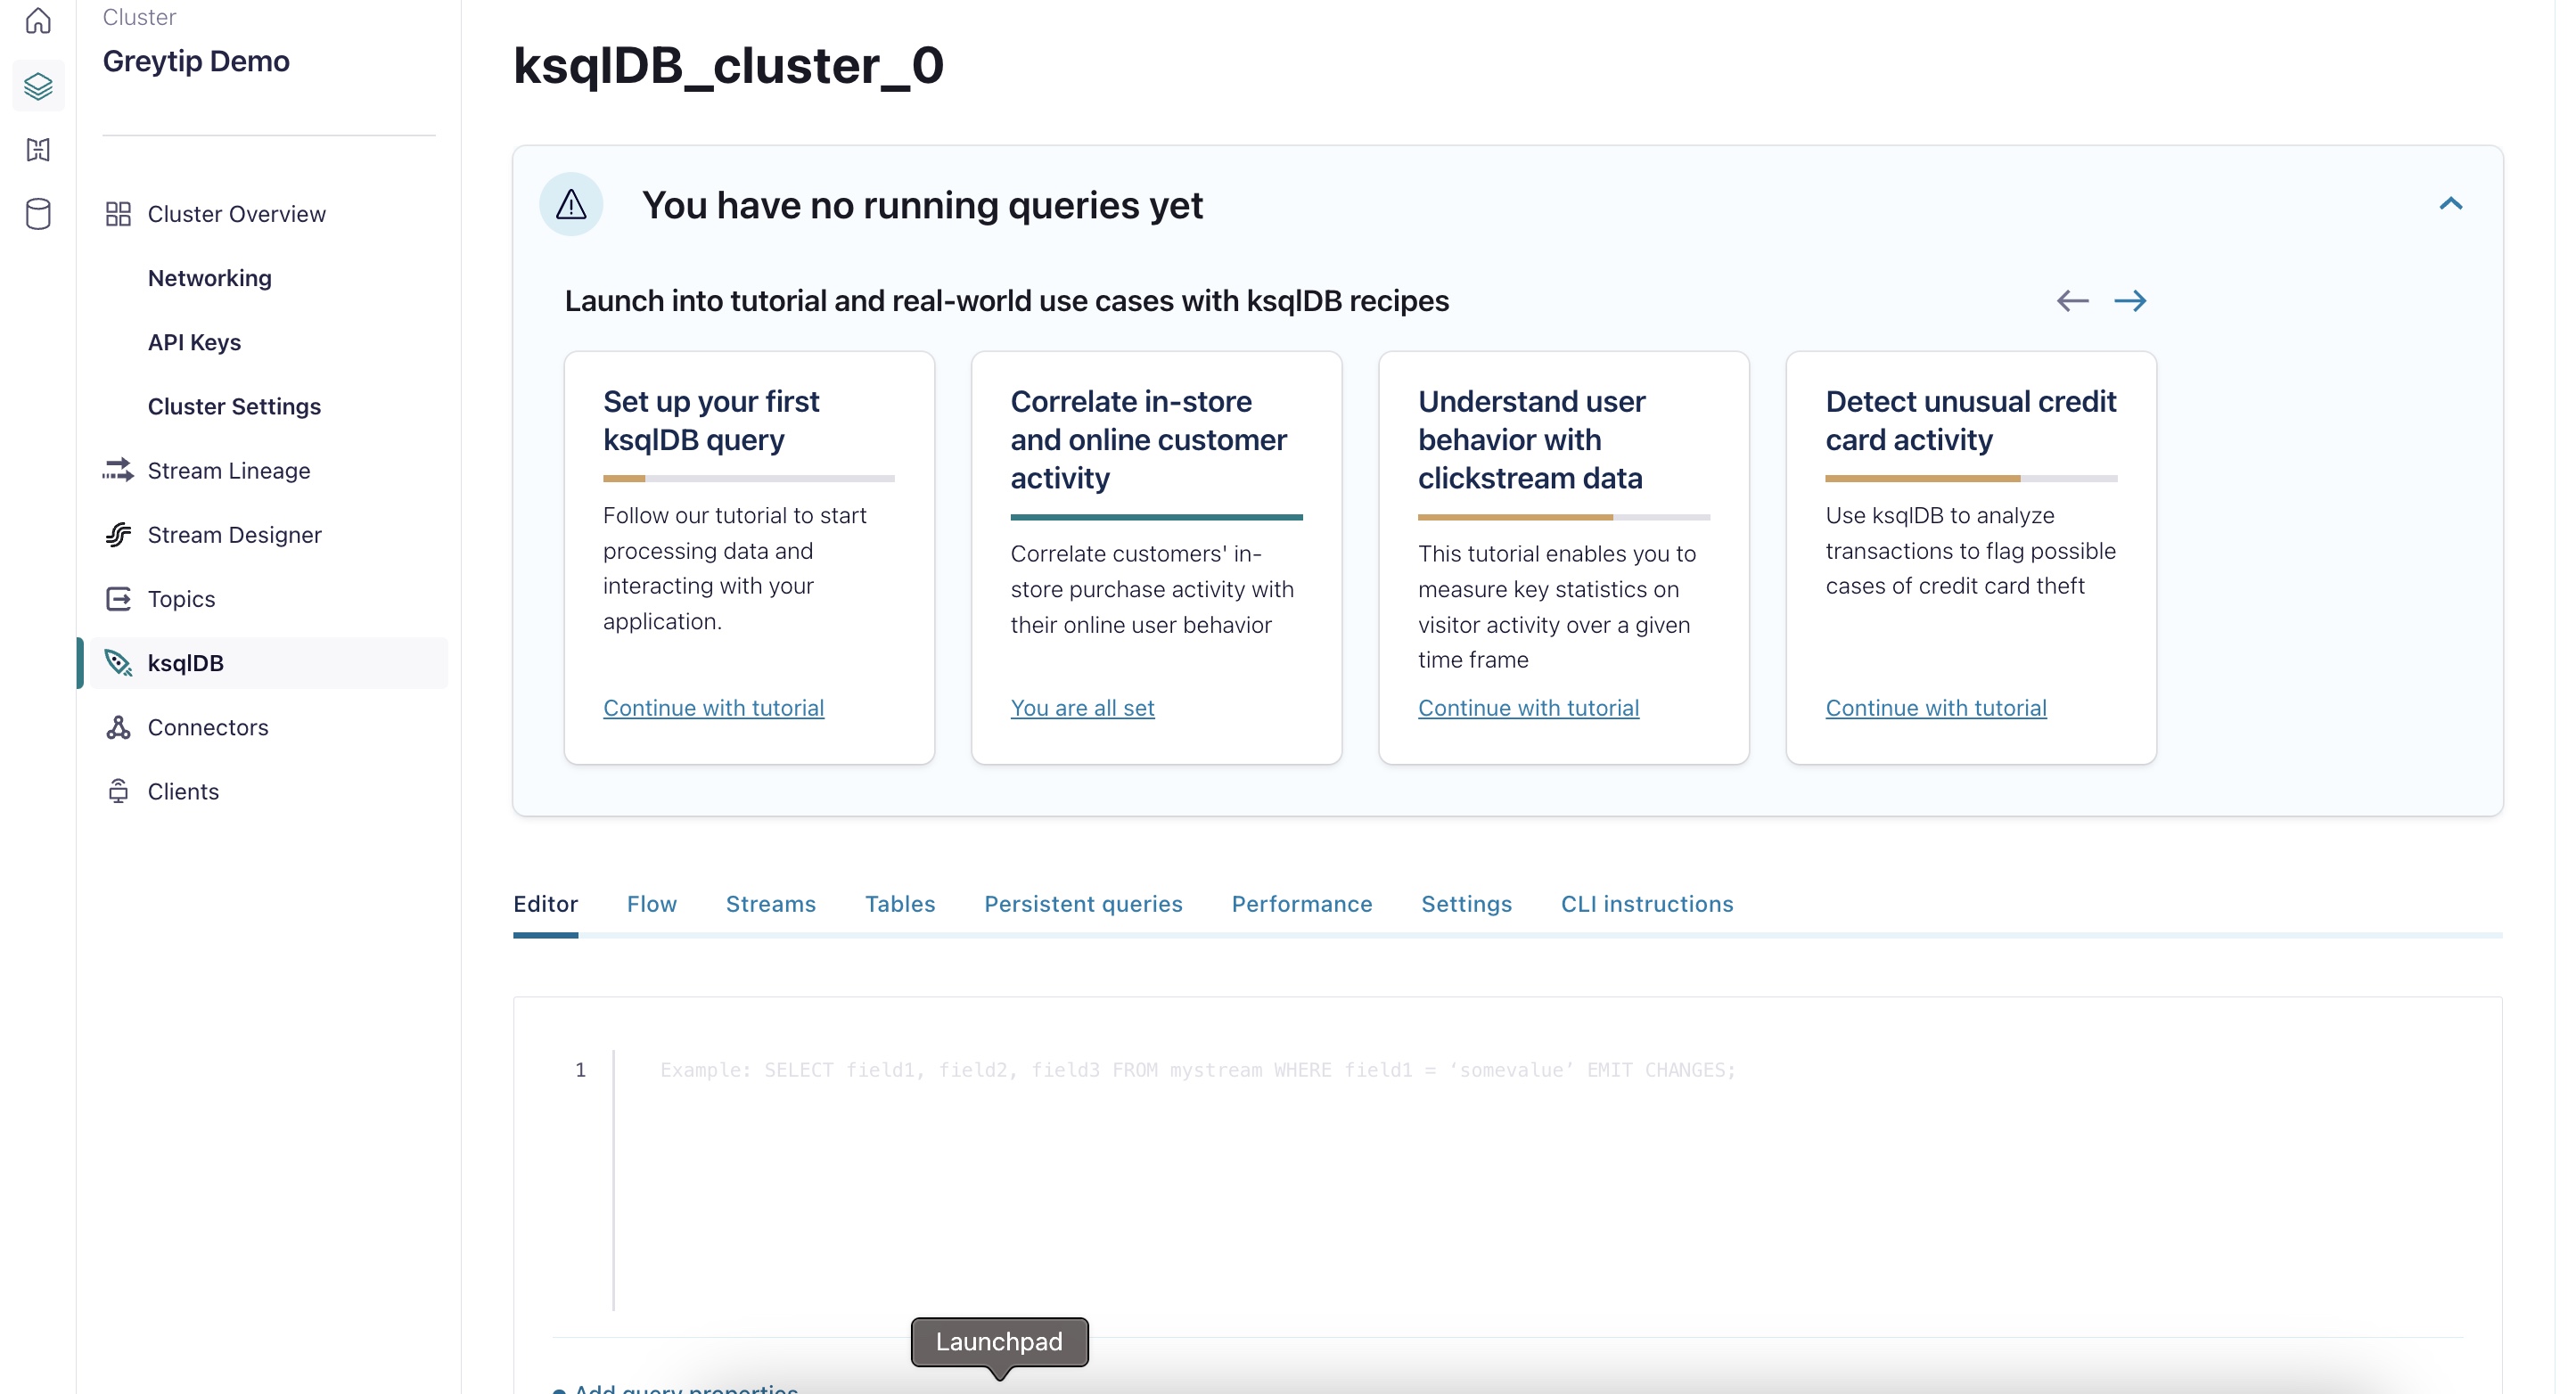 Cluster
Greytip Demo
Cluster Overview
Networking
API Keys
Cluster Settings
Stream Lineage
Stream Designer
Topics
ksqlDB
Connectors
Clients
ksqlDB_cluster_0
You have no running queries yet
Launch into tutorial and real-world use cases with ksqlDB recipes
Set up your first
ksqlDB query
Follow our tutorial to start
processing data and
interacting with your
application.
Continue with tutorial
Correlate in-store
and online customer
activity
Correlate customers' in-
store purchase activity with
their online user behavior
You are all set
Understand user
behavior with
clickstream data
This tutorial enables you to
measure key statistics on
visitor activity over a given
time frame
Continue with tutorial
Detect unusual credit
card activity
Use ksqlDB to analyze
transactions to flag possible
cases of credit card theft
Continue with tutorial
Editor Flow Streams Tables Persistent queries Performance Settings CLI instructions
1 Example: SELECT field1, field2, field3 FROM mystream WHERE field1 = ‘somevalue’ EMIT CHANGES;
Launchpad
Add query properties